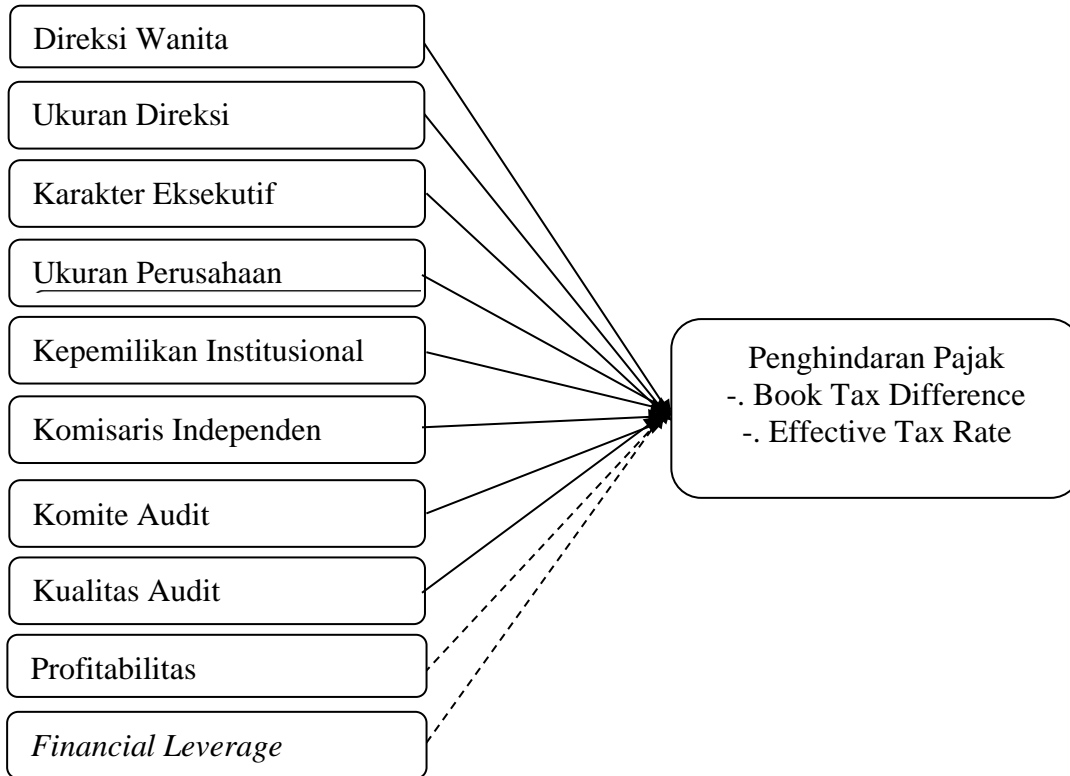 Direksi Wanita
Ukuran Direksi
Karakter Eksekutif
Ukuran Perusahaan
Kepemilikan Institusional
Komisaris Independen
Komite Audit
Kualitas Audit
Profitabilitas
Financial Leverage
Penghindaran Pajak
-. Book Tax Difference
-. Effective Tax Rate